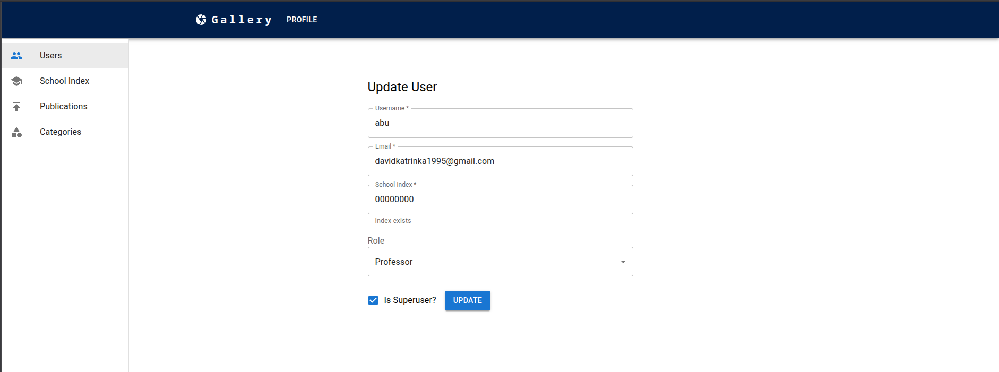 Gallery PROFILE
Users
School Index
Publications
Categories
Update User
Username *
abu
Email *
davidkatrinka1995@gmail.com
School index *
00000000
Index exists
Role
Professor
Is Superuser? UPDATE